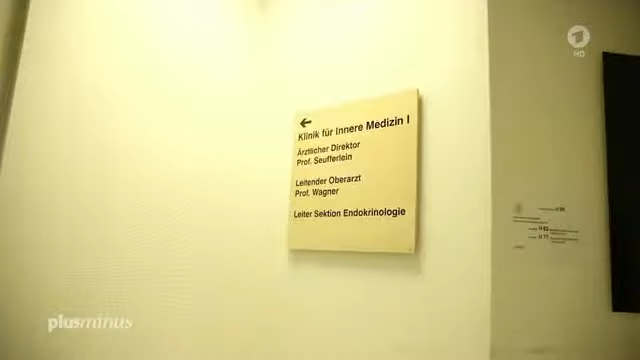 Klinik für Innere Medizin I
Ärztlicher Direktor
Prof. Seufferlein
Leitender Oberarzt
Prof. Wagner
Leiter Sektion Endokrinologie
HD
plusminus